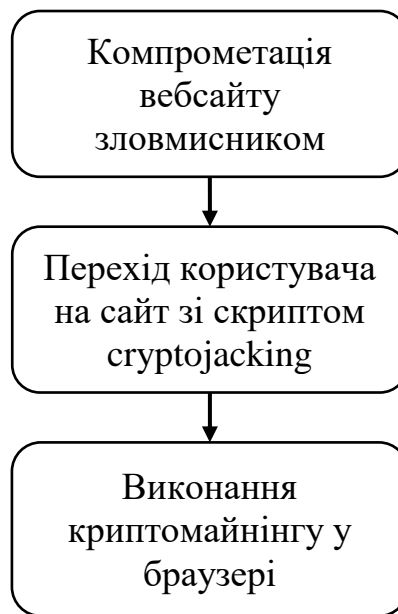 Компрометація
вебсайту
зловмисником
Перехід користувача
на сайт зі скриптом
cryptojacking
Виконання
криптомайнінгу у
браузері